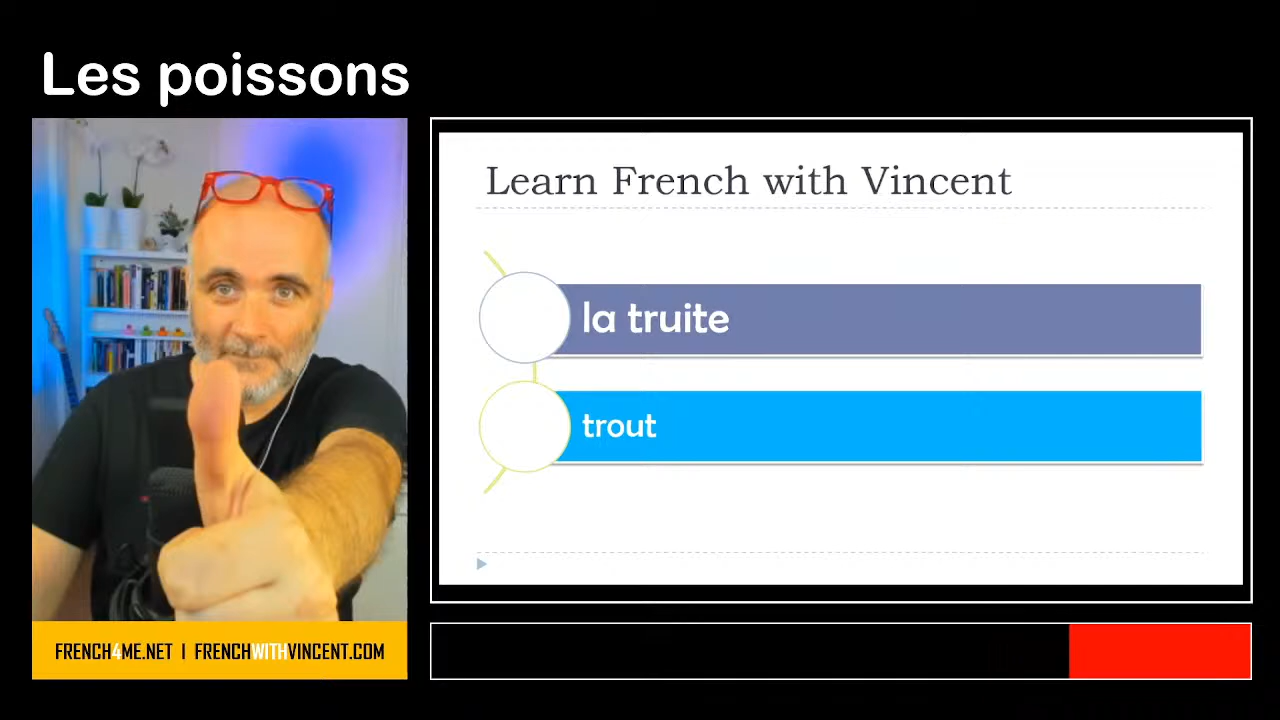 Les poissons
Learn French with Vincent
la truite
trout
FRENCH4ME.NET | FRENCHWITHVINCENT.COM